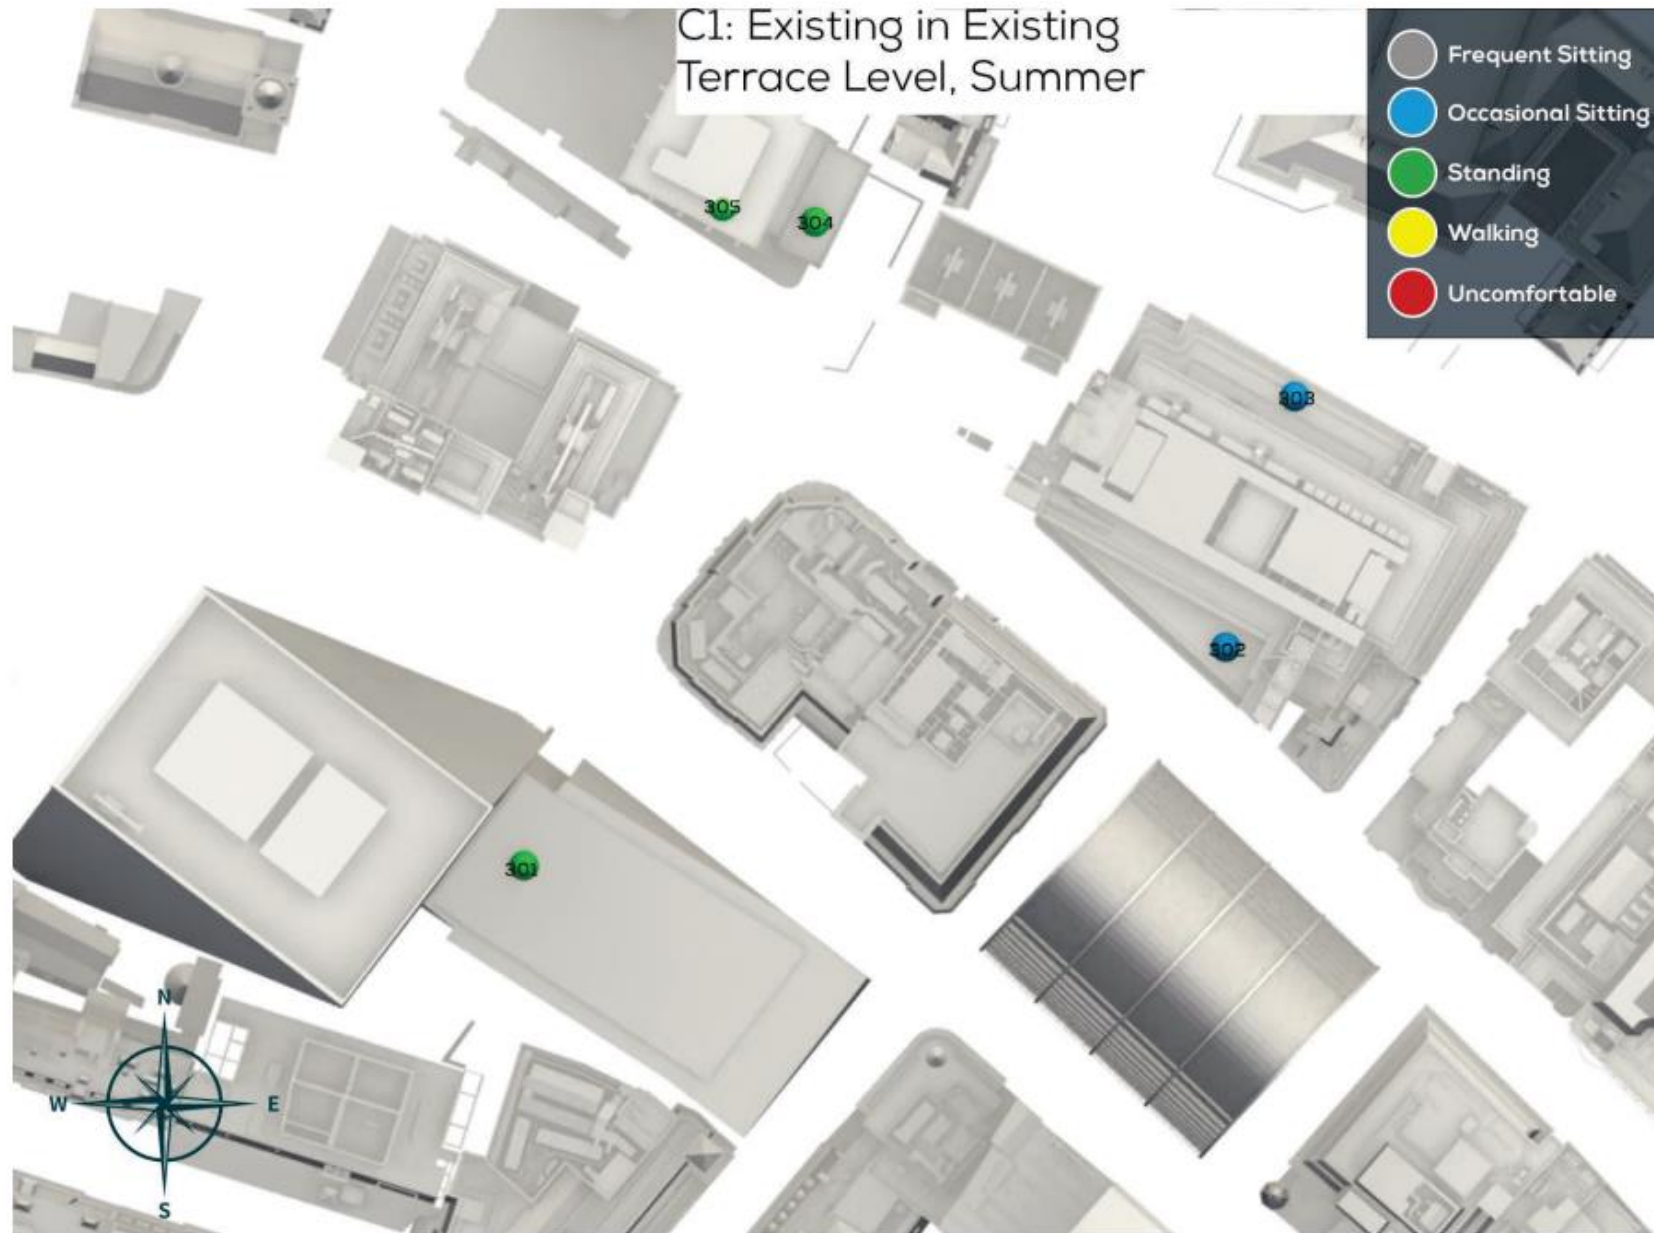 C1: Existing in Existing
Terrace Level, Summer
Frequent Sitting
Occasional Sitting
Standing
Walking
Uncomfortable
305
304
303
302
301
N
W
E
S